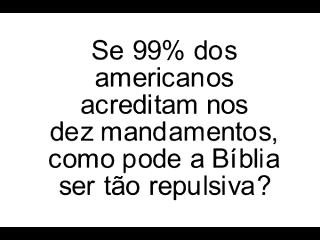 Se 99% dos
americanos
acreditam nos
dez mandamentos,
como pode a Bíblia
ser tão repulsiva?